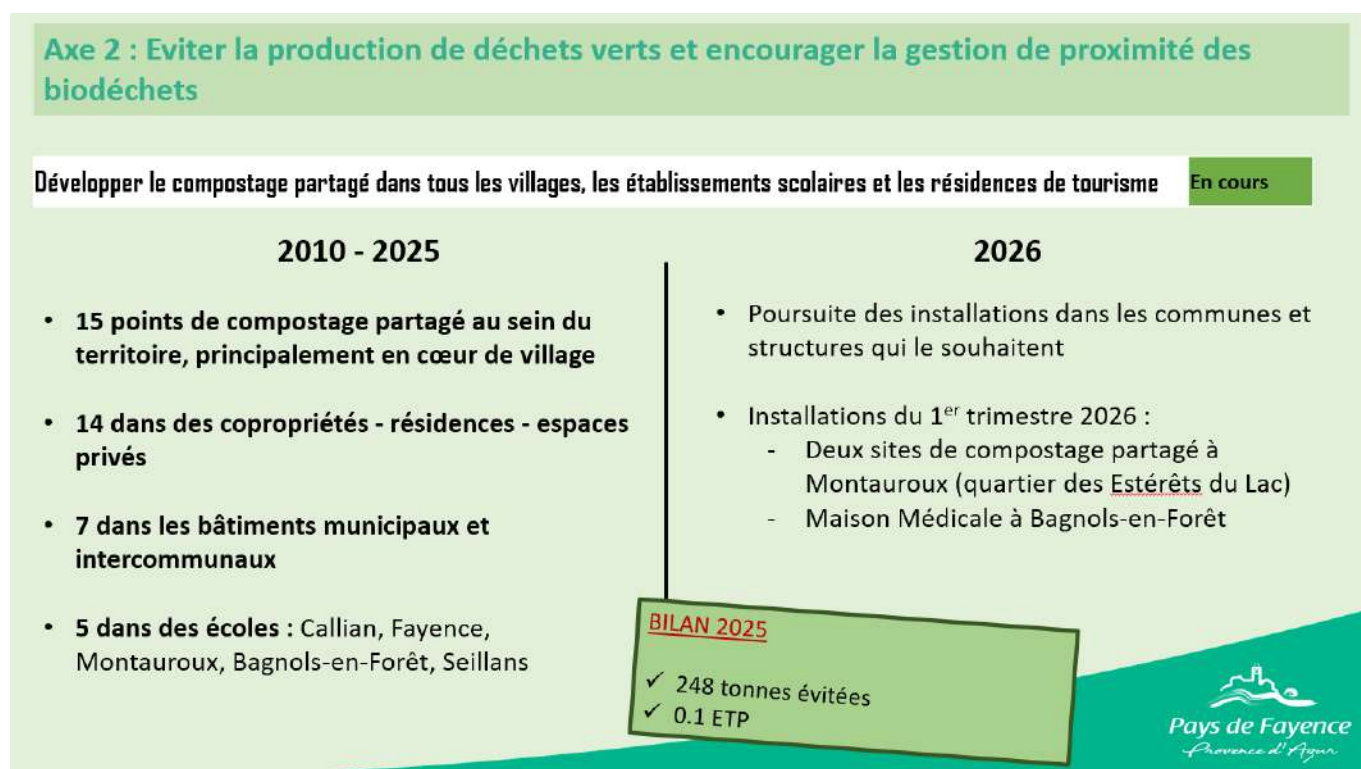 Axe 2 : Eviter la production de déchets verts et encourager la gestion de proximité des
biodéchets
Développer le compostage partagé dans tous les villages, les établissements scolaires et les résidences de tourisme
En cours
2010 - 2025
• 15 points de compostage partagé au sein du
territoire, principalement en cœur de village
• 14 dans des copropriétés - résidences - espaces
privés
• 7 dans les bâtiments municipaux et
intercommunaux
• 5 dans des écoles : Callian, Fayence,
Montauroux, Bagnols-en-Forêt, Seillans
2026
• Poursuite des installations dans les communes et
structures qui le souhaitent
• Installations du 1er trimestre 2026 :
- Deux sites de compostage partagé à
Montauroux (quartier des Estérêts du Lac)
- Maison Médicale à Bagnols-en-Forêt
BILAN 2025
✓ 248 tonnes évitées
✓ 0.1 ETP
Pays de Fayence
Provence d'Azur